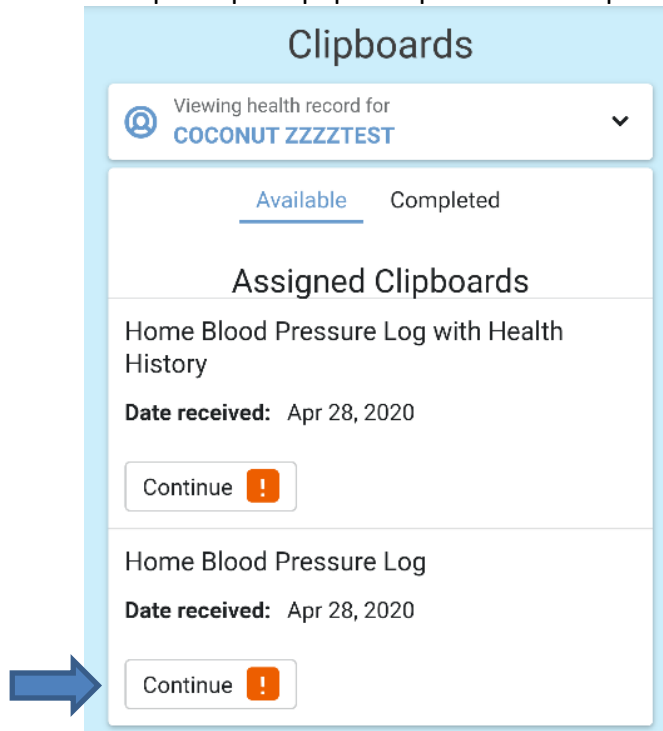 Clipboards
Viewing health record for
COCONUT ZZZZTEST
Available Completed
Assigned Clipboards
Home Blood Pressure Log with Health
History
Date received: Apr 28, 2020
Continue !
Home Blood Pressure Log
Date received: Apr 28, 2020
Continue !